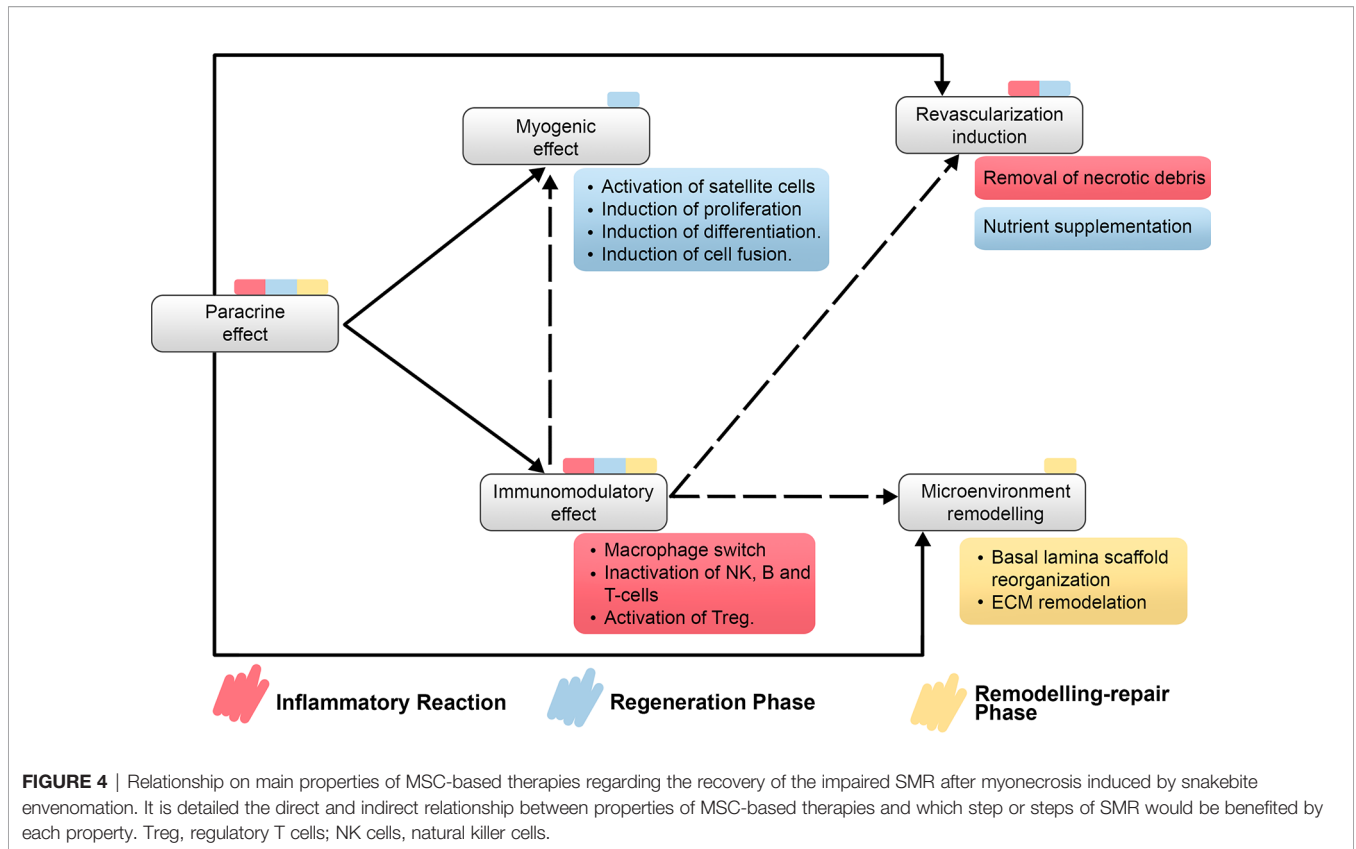 Myogenic
effect
• Activation of satellite cells
• Induction of proliferation
• Induction of differentiation.
• Induction of cell fusion.
Revascularization
induction
Removal of necrotic debris
Nutrient supplementation
Paracrine
effect
Immunomodulatory
effect
• Macrophage switch
• Inactivation of NK, B and
T-cells
• Activation of Treg.
Microenvironment
remodelling
• Basal lamina scaffold
reorganization
• ECM remodelation
Inflammatory Reaction
Regeneration Phase
Remodelling-repair
Phase
FIGURE 4 | Relationship on main properties of MSC-based therapies regarding the recovery of the impaired SMR after myonecrosis induced by snakebite
envenomation. It is detailed the direct and indirect relationship between properties of MSC-based therapies and which step or steps of SMR would be benefited by
each property. Treg, regulatory T cells; NK cells, natural killer cells.